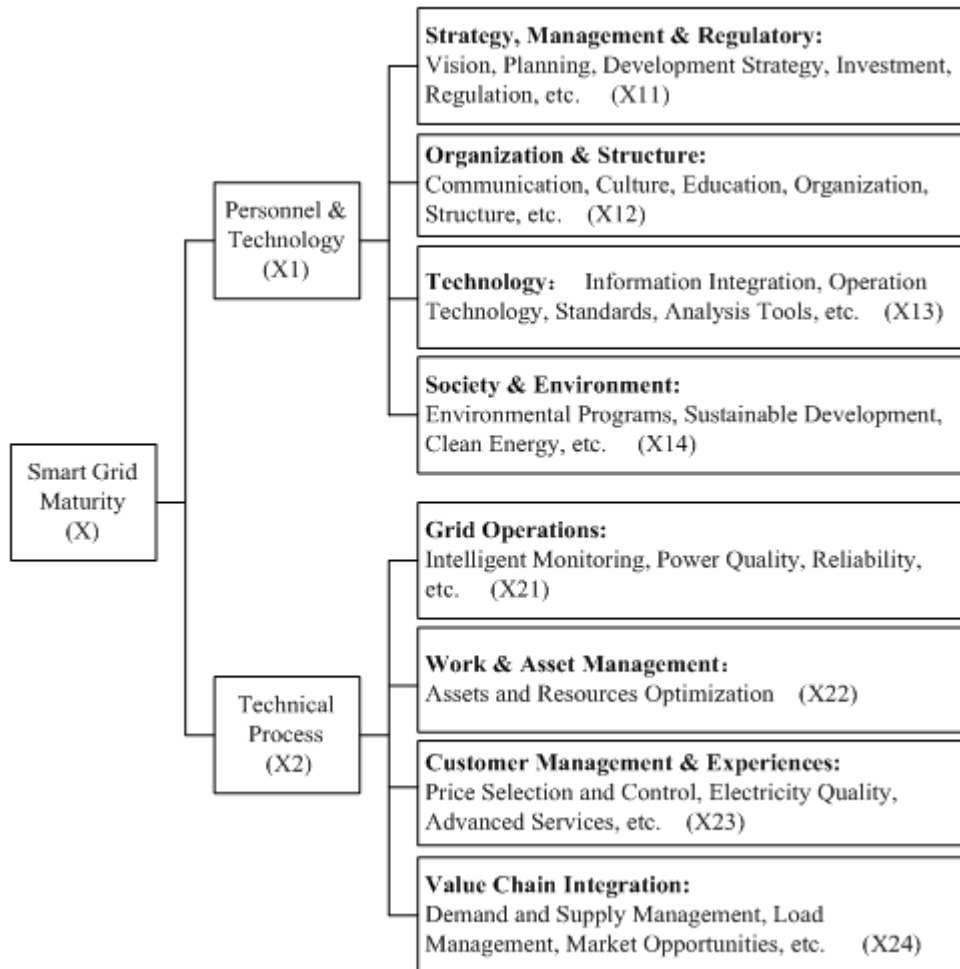 Smart Grid
Maturity
(X)
Personnel &
Technology
(X1)
Strategy, Management & Regulatory:
Vision, Planning, Development Strategy, Investment,
Regulation, etc. (X11)
Organization & Structure:
Communication, Culture, Education, Organization,
Structure, etc. (X12)
Technology： Information Integration, Operation
Technology, Standards, Analysis Tools, etc. (X13)
Society & Environment:
Environmental Programs, Sustainable Development,
Clean Energy, etc. (X14)
Technical
Process
(X2)
Grid Operations:
Intelligent Monitoring, Power Quality, Reliability,
etc. (X21)
Work & Asset Management：
Assets and Resources Optimization (X22)
Customer Management & Experiences:
Price Selection and Control, Electricity Quality,
Advanced Services, etc. (X23)
Value Chain Integration:
Demand and Supply Management, Load
Management, Market Opportunities, etc. (X24)